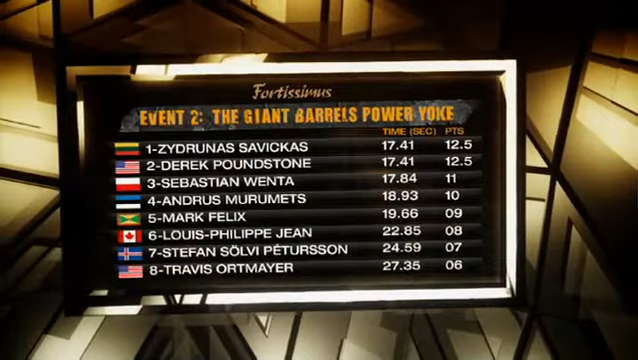 Fortissimus
EVENT 2: THE GIANT BARRELS POWER YOKE
TIME (SEC) PTS
1-ZYDRUNAS SAVICKAS 17.41 12.5
2-DEREK POUNDSTONE 17.41 12.5
3-SEBASTIAN WENTA 17.84 11
4-ANDRUS MURUMETS 18.93 10
5-MARK FELIX 19.66 09
6-LOUIS-PHILIPPE JEAN 22.85 08
7-STEFAN SÖLVI PÉTURSSON 24.59 07
8-TRAVIS ORTMAYER 27.35 06